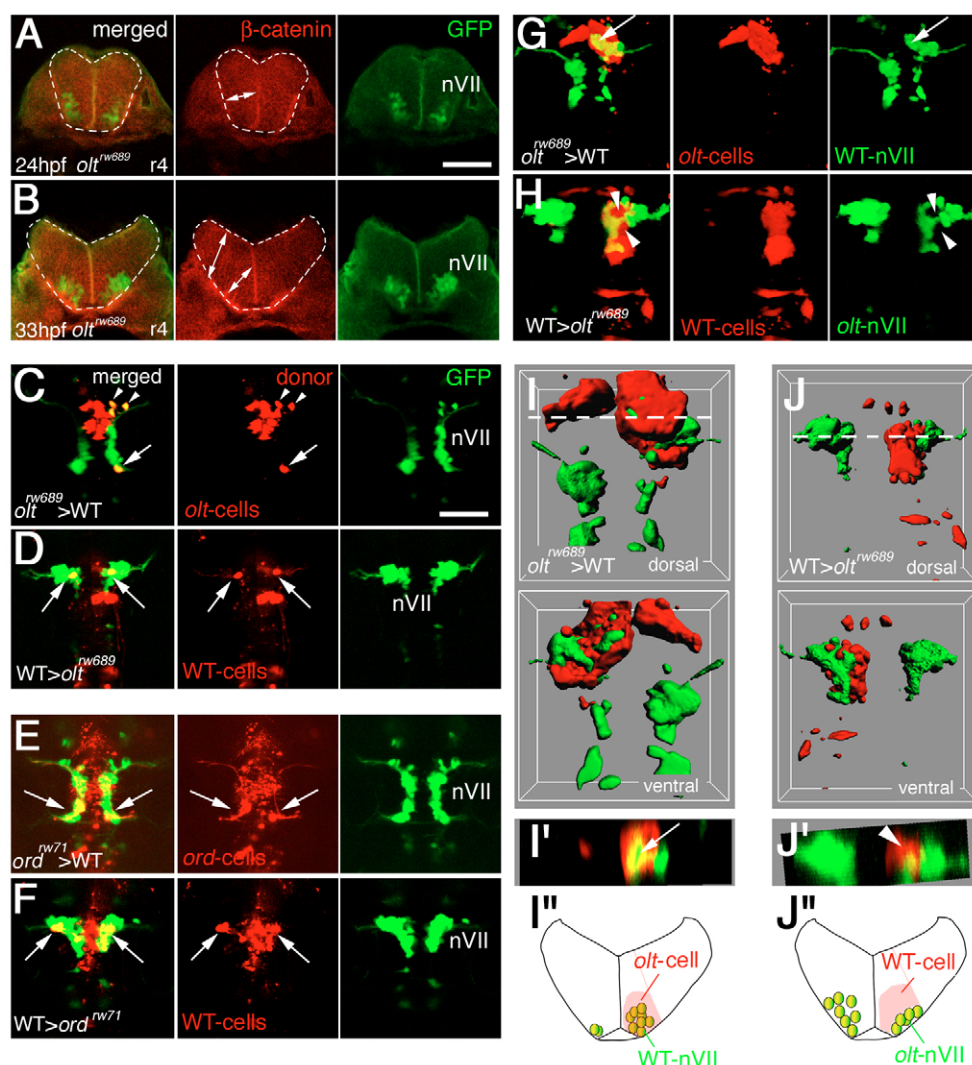 A
merged
β-catenin
GFP
nVII
24hpf olt^rw689 r4
B
nVII
33hpf olt^rw689 r4
C
merged
donor
GFP
nVII
olt^rw689>WT
olt-cells
D
nVII
WT>olt^rw689
WT-cells
E
nVII
ord^rw71>WT
ord-cells
F
nVII
WT>ord^rw71
WT-cells
G
olt^rw689>WT
olt-cells
WT-nVII
H
WT>olt^rw689
WT-cells
olt-nVII
I
olt^rw689>WT
dorsal
ventral
J
WT>olt^rw689
dorsal
ventral
I'
J'
I"
olt-cell
WT-nVII
J"
WT-cell
olt-nVII